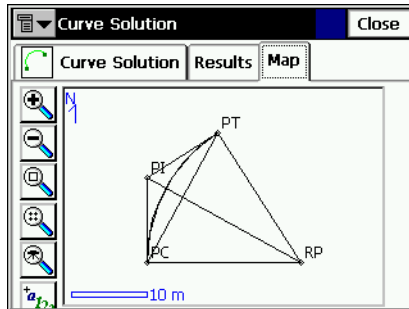 Curve Solution
Close
Curve Solution
Results
Map
N
PT
PI
PC
RP
10 m